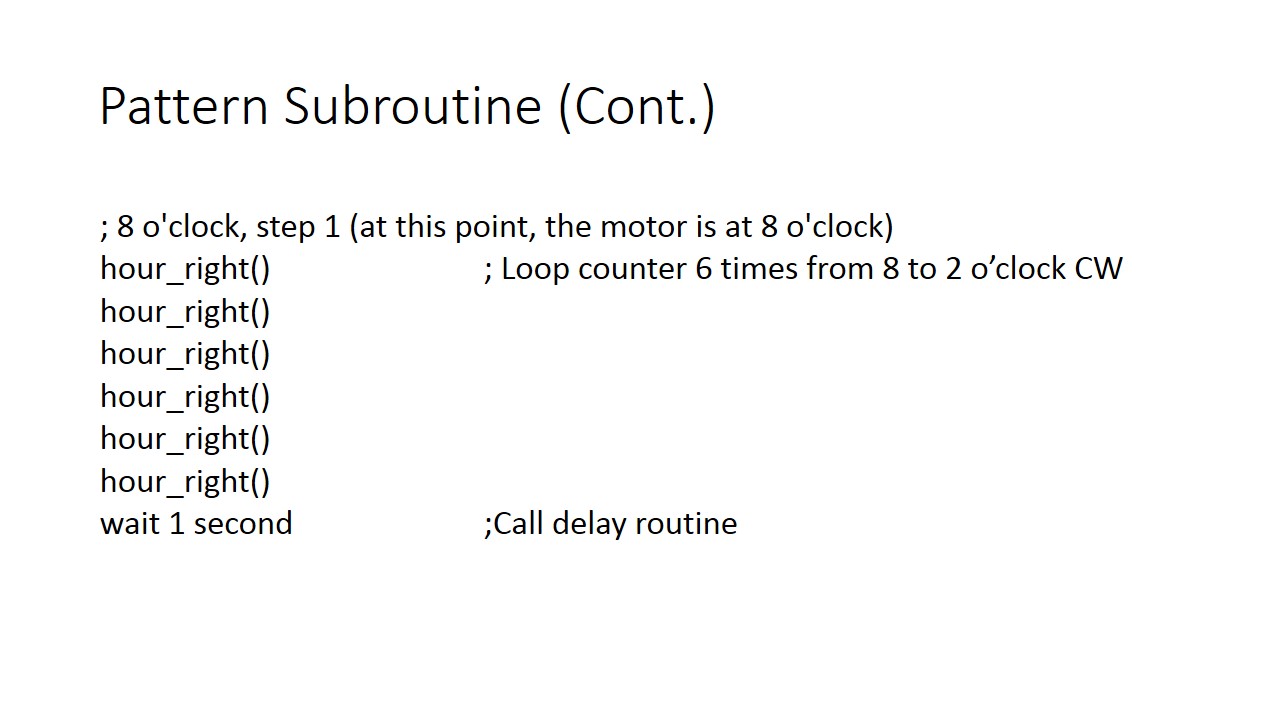 Pattern Subroutine (Cont.)
; 8 o'clock, step 1 (at this point, the motor is at 8 o'clock)
hour_right() ; Loop counter 6 times from 8 to 2 o’clock CW
hour_right()
hour_right()
hour_right()
hour_right()
hour_right()
wait 1 second ;Call delay routine